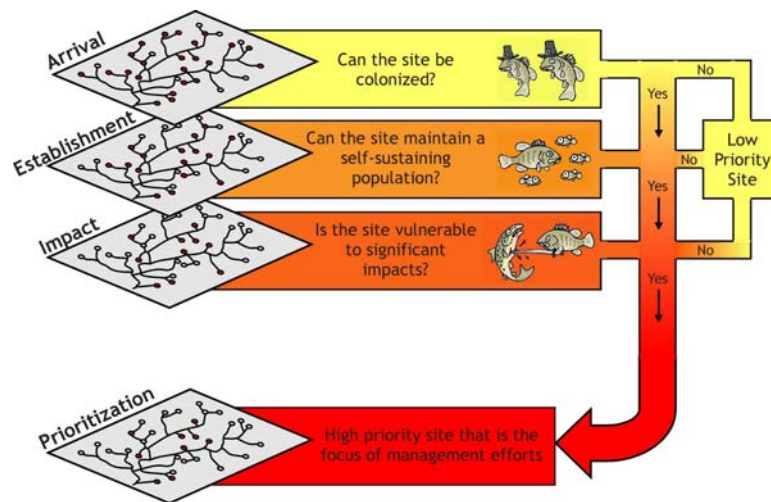 Arrival
Can the site be
colonized?
No
Yes
Establishment
Can the site maintain a
self-sustaining
population?
No
Low
Priority
Site
Yes
Impact
Is the site vulnerable
to significant
impacts?
No
Yes
Prioritization
High priority site that is the
focus of management efforts